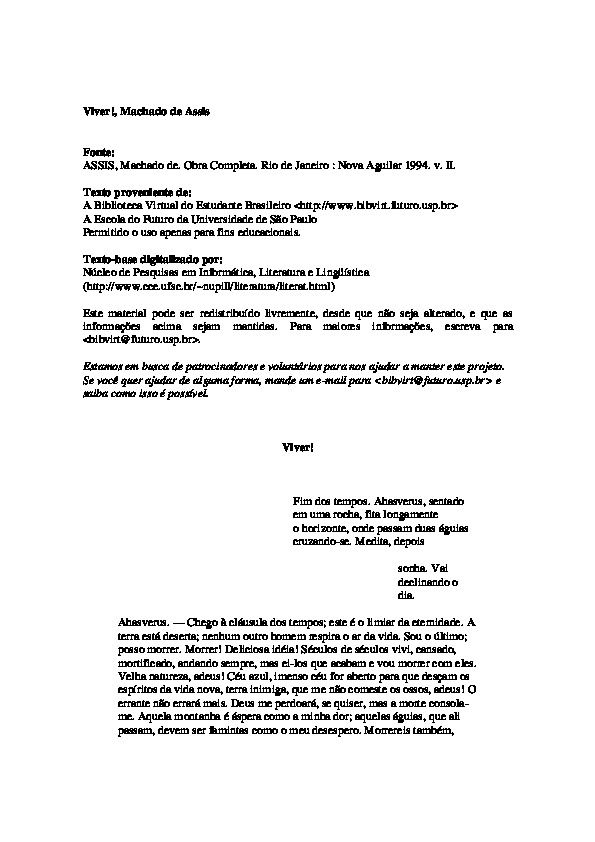 Viver!, Machado de Assis
Fonte:
ASSIS, Machado de. Obra Completa. Rio de Janeiro : Nova Aguilar 1994. v. II.
Texto proveniente de:
A Biblioteca Virtual do Estudante Brasileiro <http://www.bibvirt.futuro.usp.br>
A Escola do Futuro da Universidade de São Paulo
Permitido o uso apenas para fins educacionais.
Texto-base digitalizado por:
Núcleo de Pesquisas em Informática, Literatura e Lingüística
(http://www.cce.ufsc.br/~nupill/literatura/literat.html)
Este material pode ser redistribuído livremente, desde que não seja alterado, e que as
informações acima sejam mantidas. Para maiores informações, escreva para
<bibvirt@futuro.usp.br>.
Estamos em busca de patrocinadores e voluntários para nos ajudar a manter este projeto.
Se você quer ajudar de alguma forma, mande um e-mail para <bibvirt@futuro.usp.br> e
saiba como isso é possível.
Viver!
Fim dos tempos. Ahasverus, sentado
em uma rocha, fita longamente
o horizonte, onde passam duas águias
cruzando-se. Medita, depois
sonha. Vai
declinando o
dia.
Ahasverus. — Chego à cláusula dos tempos; este é o limiar da eternidade. A
terra está deserta; nenhum outro homem respira o ar da vida. Sou o último;
posso morrer. Morrer! Deliciosa idéia! Séculos de séculos vivi, cansado,
mortificado, andando sempre, mas ei-los que acabam e vou morrer com eles.
Velha natureza, adeus! Céu azul, imenso céu for aberto para que desçam os
espíritos da vida nova, terra inimiga, que me não comeste os ossos, adeus! O
errante não errará mais. Deus me perdoará, se quiser, mas a morte consola-
me. Aquela montanha é áspera como a minha dor; aquelas águias, que ali
passam, devem ser famintas como o meu desespero. Morrereis também,